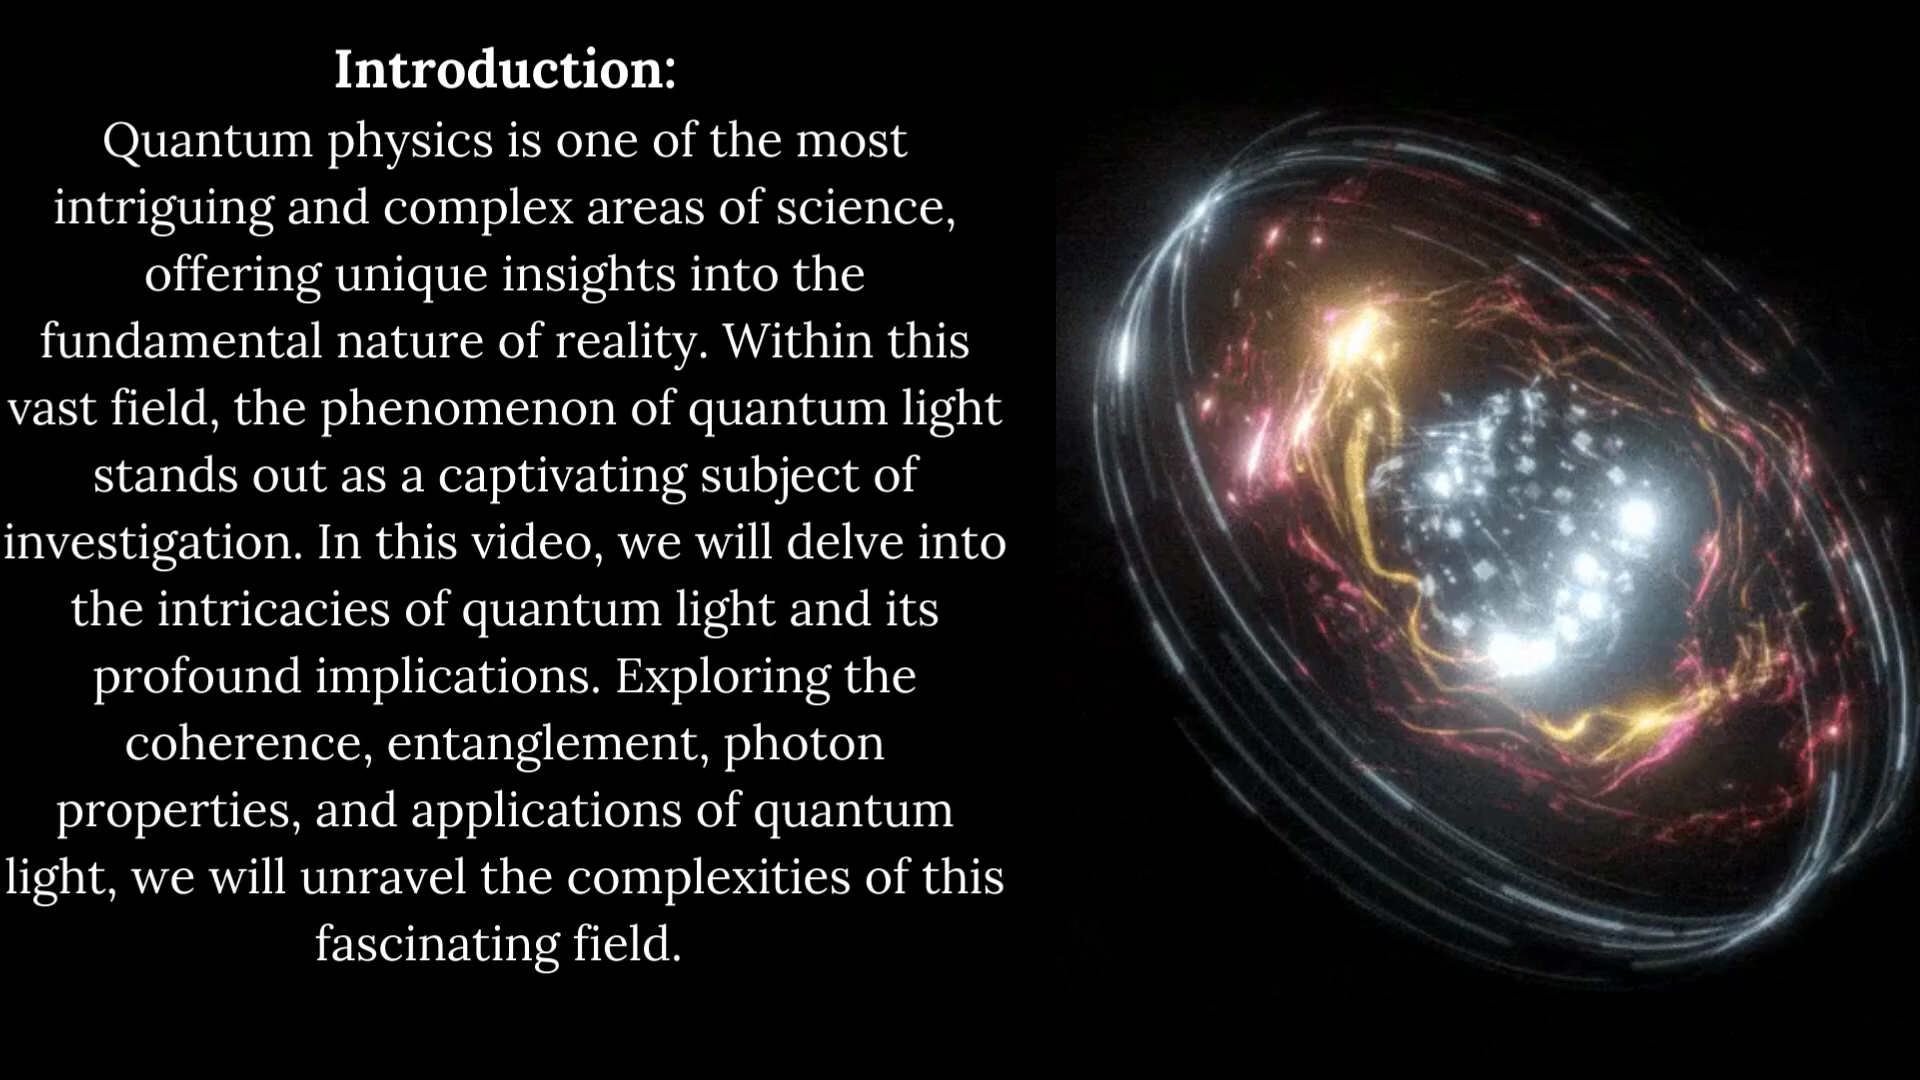 Introduction:
Quantum physics is one of the most
intriguing and complex areas of science,
offering unique insights into the
fundamental nature of reality. Within this
vast field, the phenomenon of quantum light
stands out as a captivating subject of
investigation. In this video, we will delve into
the intricacies of quantum light and its
profound implications. Exploring the
coherence, entanglement, photon
properties, and applications of quantum
light, we will unravel the complexities of this
fascinating field.